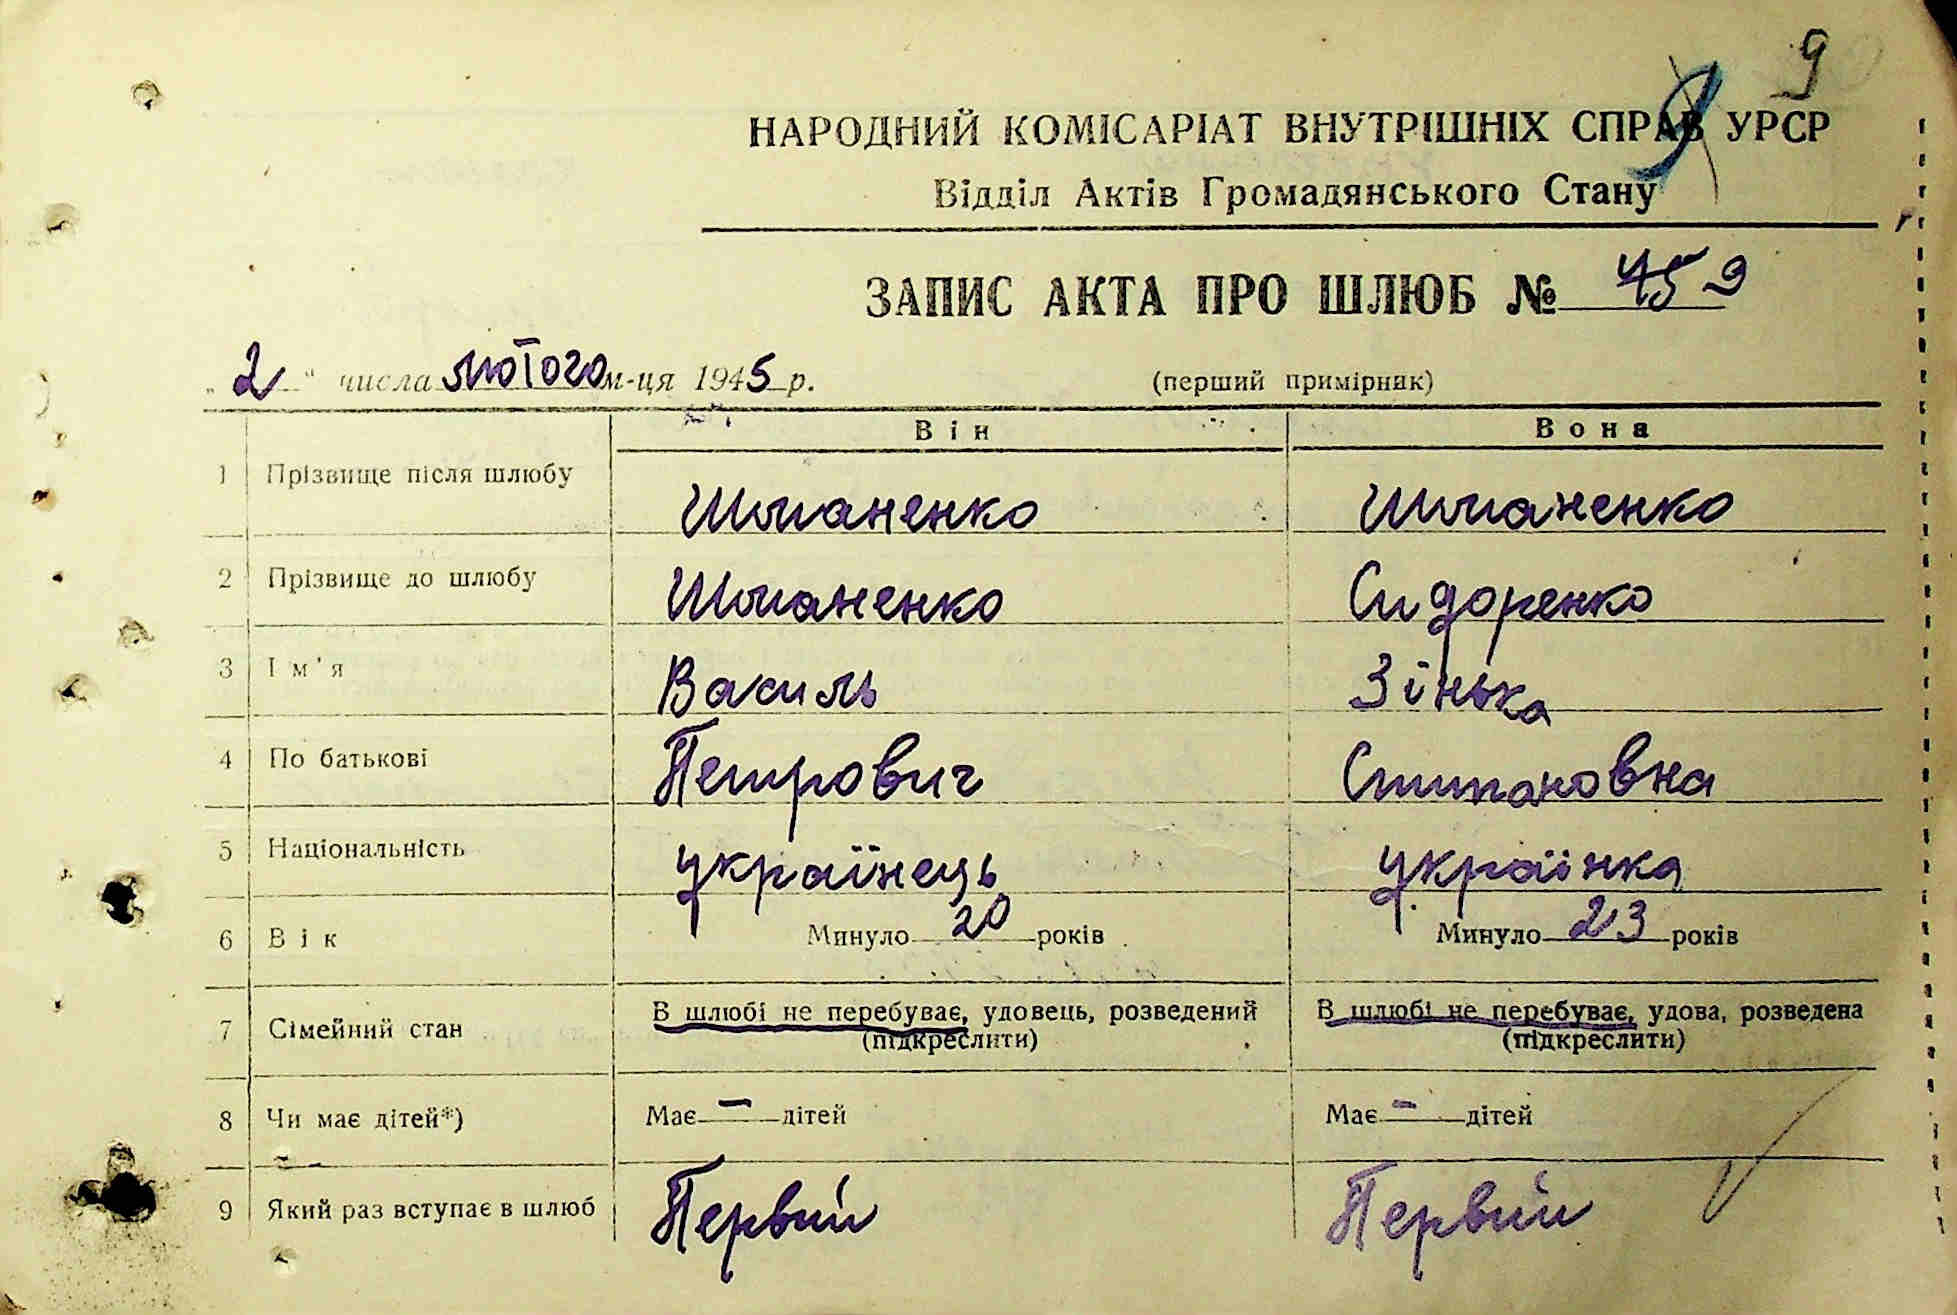 9
НАРОДНИЙ КОМІСАРІАТ ВНУТРІШНІХ СПРАВ УРСР
Відділ Актів Громадянського Стану
ЗАПИС АКТА ПРО ШЛЮБ № 459
„2“ числа лютого м-ця 1945 р. (перший примірник)
Він Вона
1 Прізвище після шлюбу Шпаненко Шпаненко
2 Прізвище до шлюбу Шпаненко Сидоренко
3 Ім'я Василь Зінька
4 По батькові Петрович Степановна
5 Національність українець українка
6 Вік Минуло 20 років Минуло 23 років
7 Сімейний стан В шлюбі не перебуває, удовець, розведений В шлюбі не перебуває, удова, розведена
(підкреслити) (підкреслити)
8 Чи має дітей*) Має — дітей Має — дітей
9 Який раз вступає в шлюб Первий Первий